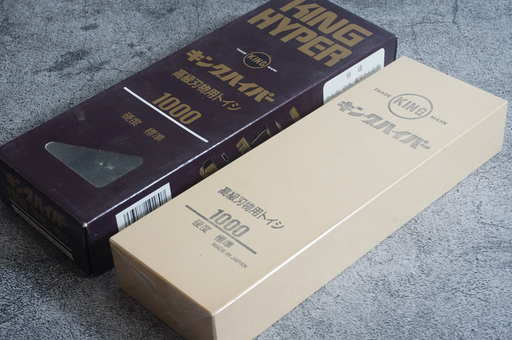 KING
HYPER
KING
キングハイパー
高級刃物用トイシ
1000
硬度 標準
TRADE KING MARK
キングハイパー
高級刃物用トイシ
1000
硬度 標準
MADE IN JAPAN